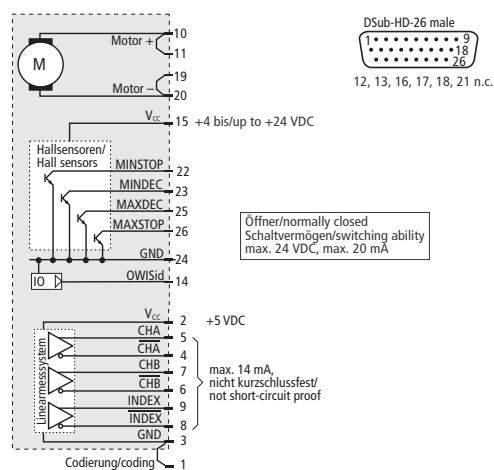 DSub-HD-26 male
1 9
18
26
12, 13, 16, 17, 18, 21 n.c.
M
Motor + 10
11
19
Motor – 20
Vcc 15 +4 bis/up to +24 VDC
Hallsensoren/
Hall sensors
MINSTOP 22
MINDEC 23
MAXDEC 25
MAXSTOP 26
GND 24
IO OWISid 14
Öffner/normally closed
Schaltvermögen/switching ability
max. 24 VDC, max. 20 mA
Linearmesssystem
Vcc 2 +5 VDC
CHA 5
C̅H̅A̅ 4
CHB 7
C̅H̅B̅ 6
INDEX 9
I̅N̅D̅E̅X̅ 8
GND 3
max. 14 mA,
nicht kurzschlussfest/
not short-circuit proof
Codierung/coding 1